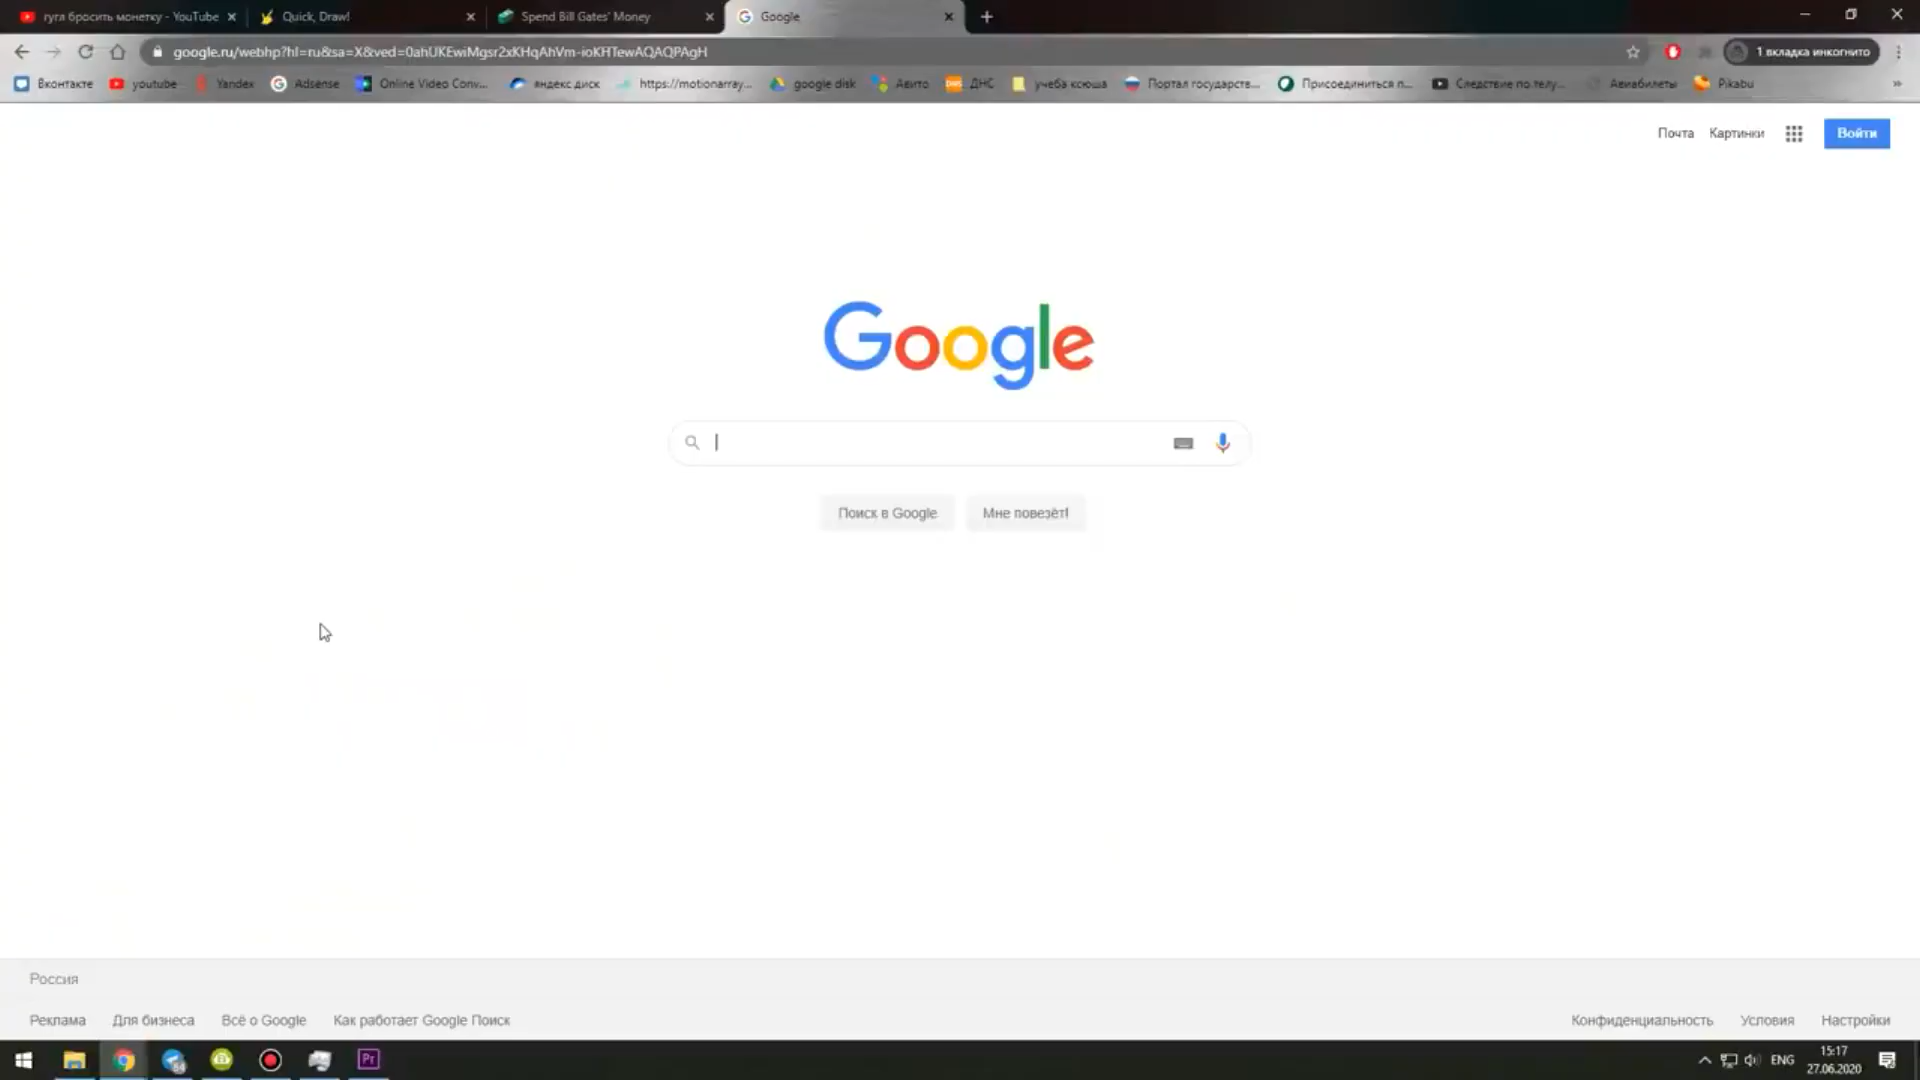 гугл бросить монетку - YouTube
Quick, Draw!
Spend Bill Gates' Money
Google
google.ru/webhp?hl=ru&sa=X&ved=0ahUKEwiMgsr2xKHqAhVm-ioKHTewAQAQPAgH
1 вкладка инкогнито
Вконтакте
youtube
Yandex
Adsense
Online Video Conv...
яндекс диск
https://motionarray...
google disk
Авито
ДНС
учеба ксюша
Портал государств...
Присоединиться п...
Следствие по телу...
Авиабилеты
Pikabu
»
Почта Картинки Войти
Google
Поиск в Google Мне повезёт!
Россия
Реклама Для бизнеса Всё о Google Как работает Google Поиск
Конфиденциальность Условия Настройки
Pr
ENG
15:17
27.06.2020